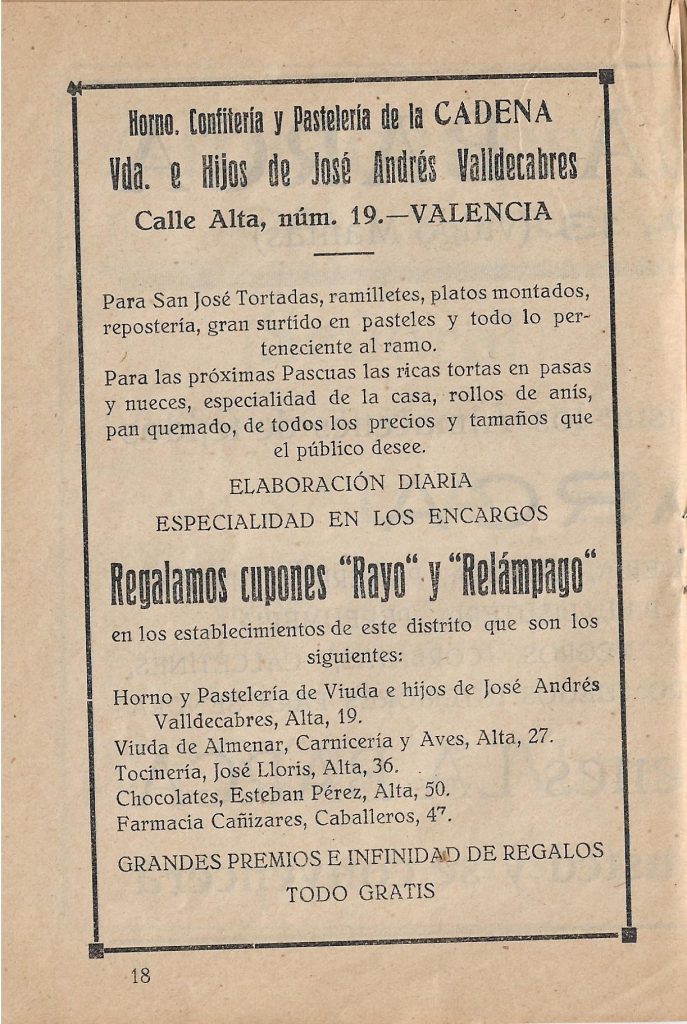 Horno. Confitería y Pastelería de la CADENA
Vda. e Hijos de José Andrés Valldecabres
Calle Alta, núm. 19.—VALENCIA
Para San José Tortadas, ramilletes, platos montados,
repostería, gran surtido en pasteles y todo lo per-
teneciente al ramo.
Para las próximas Pascuas las ricas tortas en pasas
y nueces, especialidad de la casa, rollos de anís,
pan quemado, de todos los precios y tamaños que
el público desee.
ELABORACIÓN DIARIA
ESPECIALIDAD EN LOS ENCARGOS
Regalamos cupones “Rayo“ y “Relámpago“
en los establecimientos de este distrito que son los
siguientes:
Horno y Pastelería de Viuda e hijos de José Andrés
Valldecabres, Alta, 19.
Viuda de Almenar, Carnicería y Aves, Alta, 27.
Tocinería, José Lloris, Alta, 36.
Chocolates, Esteban Pérez, Alta, 50.
Farmacia Cañizares, Caballeros, 47.
GRANDES PREMIOS E INFINIDAD DE REGALOS
TODO GRATIS
18